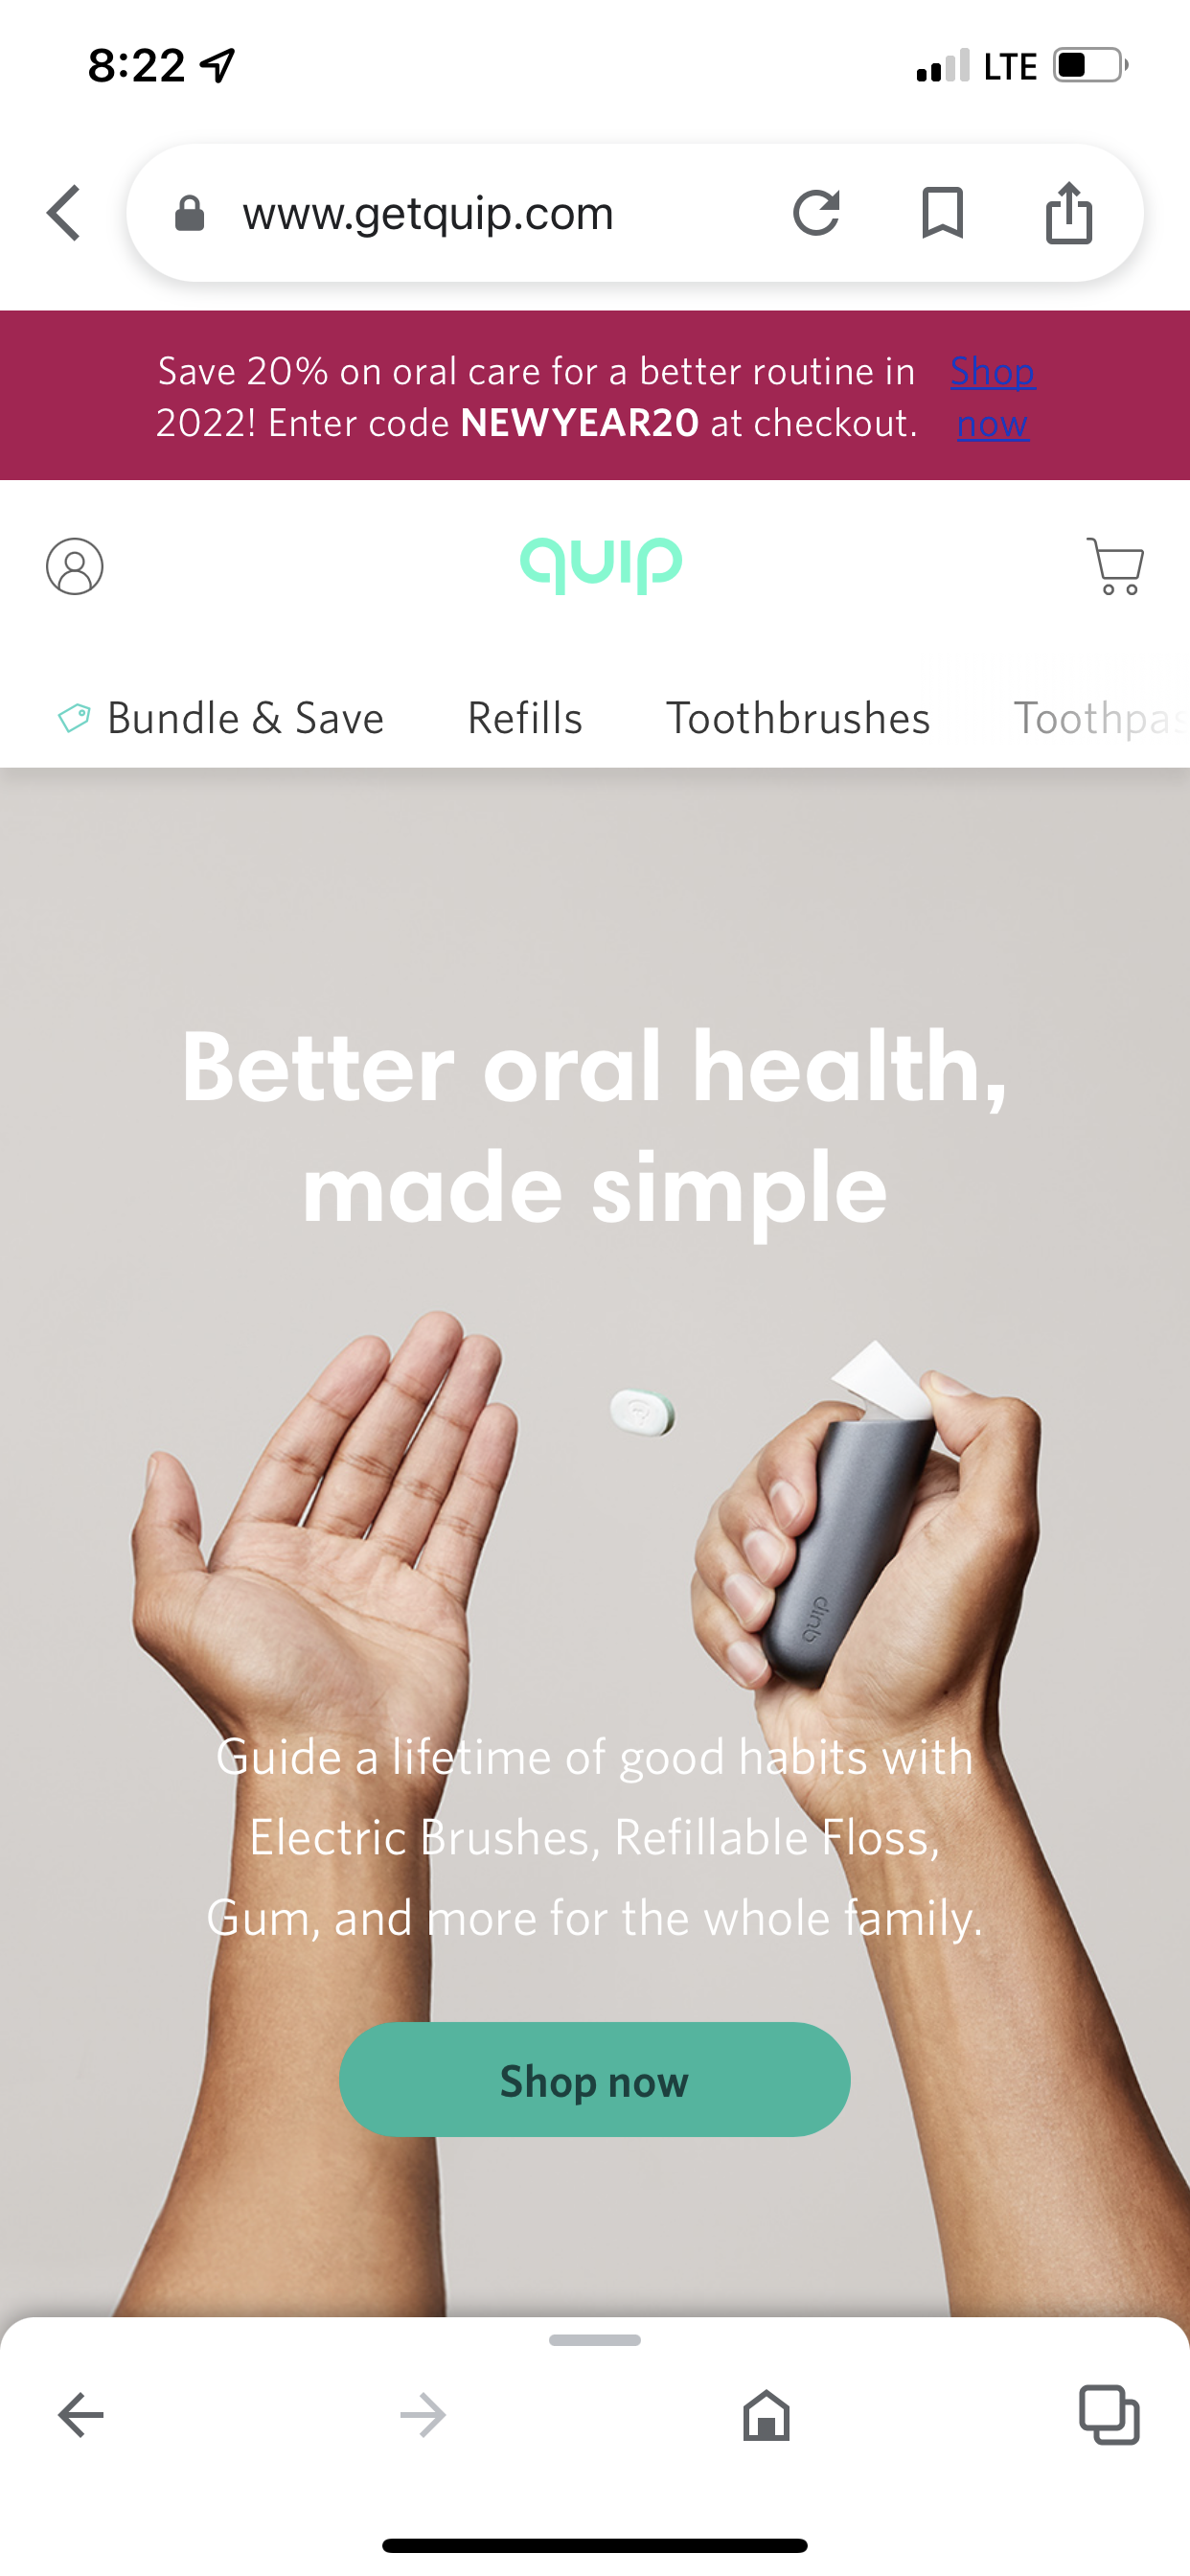 8:22 LTE
www.getquip.com
Save 20% on oral care for a better routine in Shop
2022! Enter code NEWYEAR20 at checkout. now
quip
Bundle & Save Refills Toothbrushes Toothpas
Better oral health,
made simple
quip
Guide a lifetime of good habits with
Electric Brushes, Refillable Floss,
Gum, and more for the whole family.
Shop now